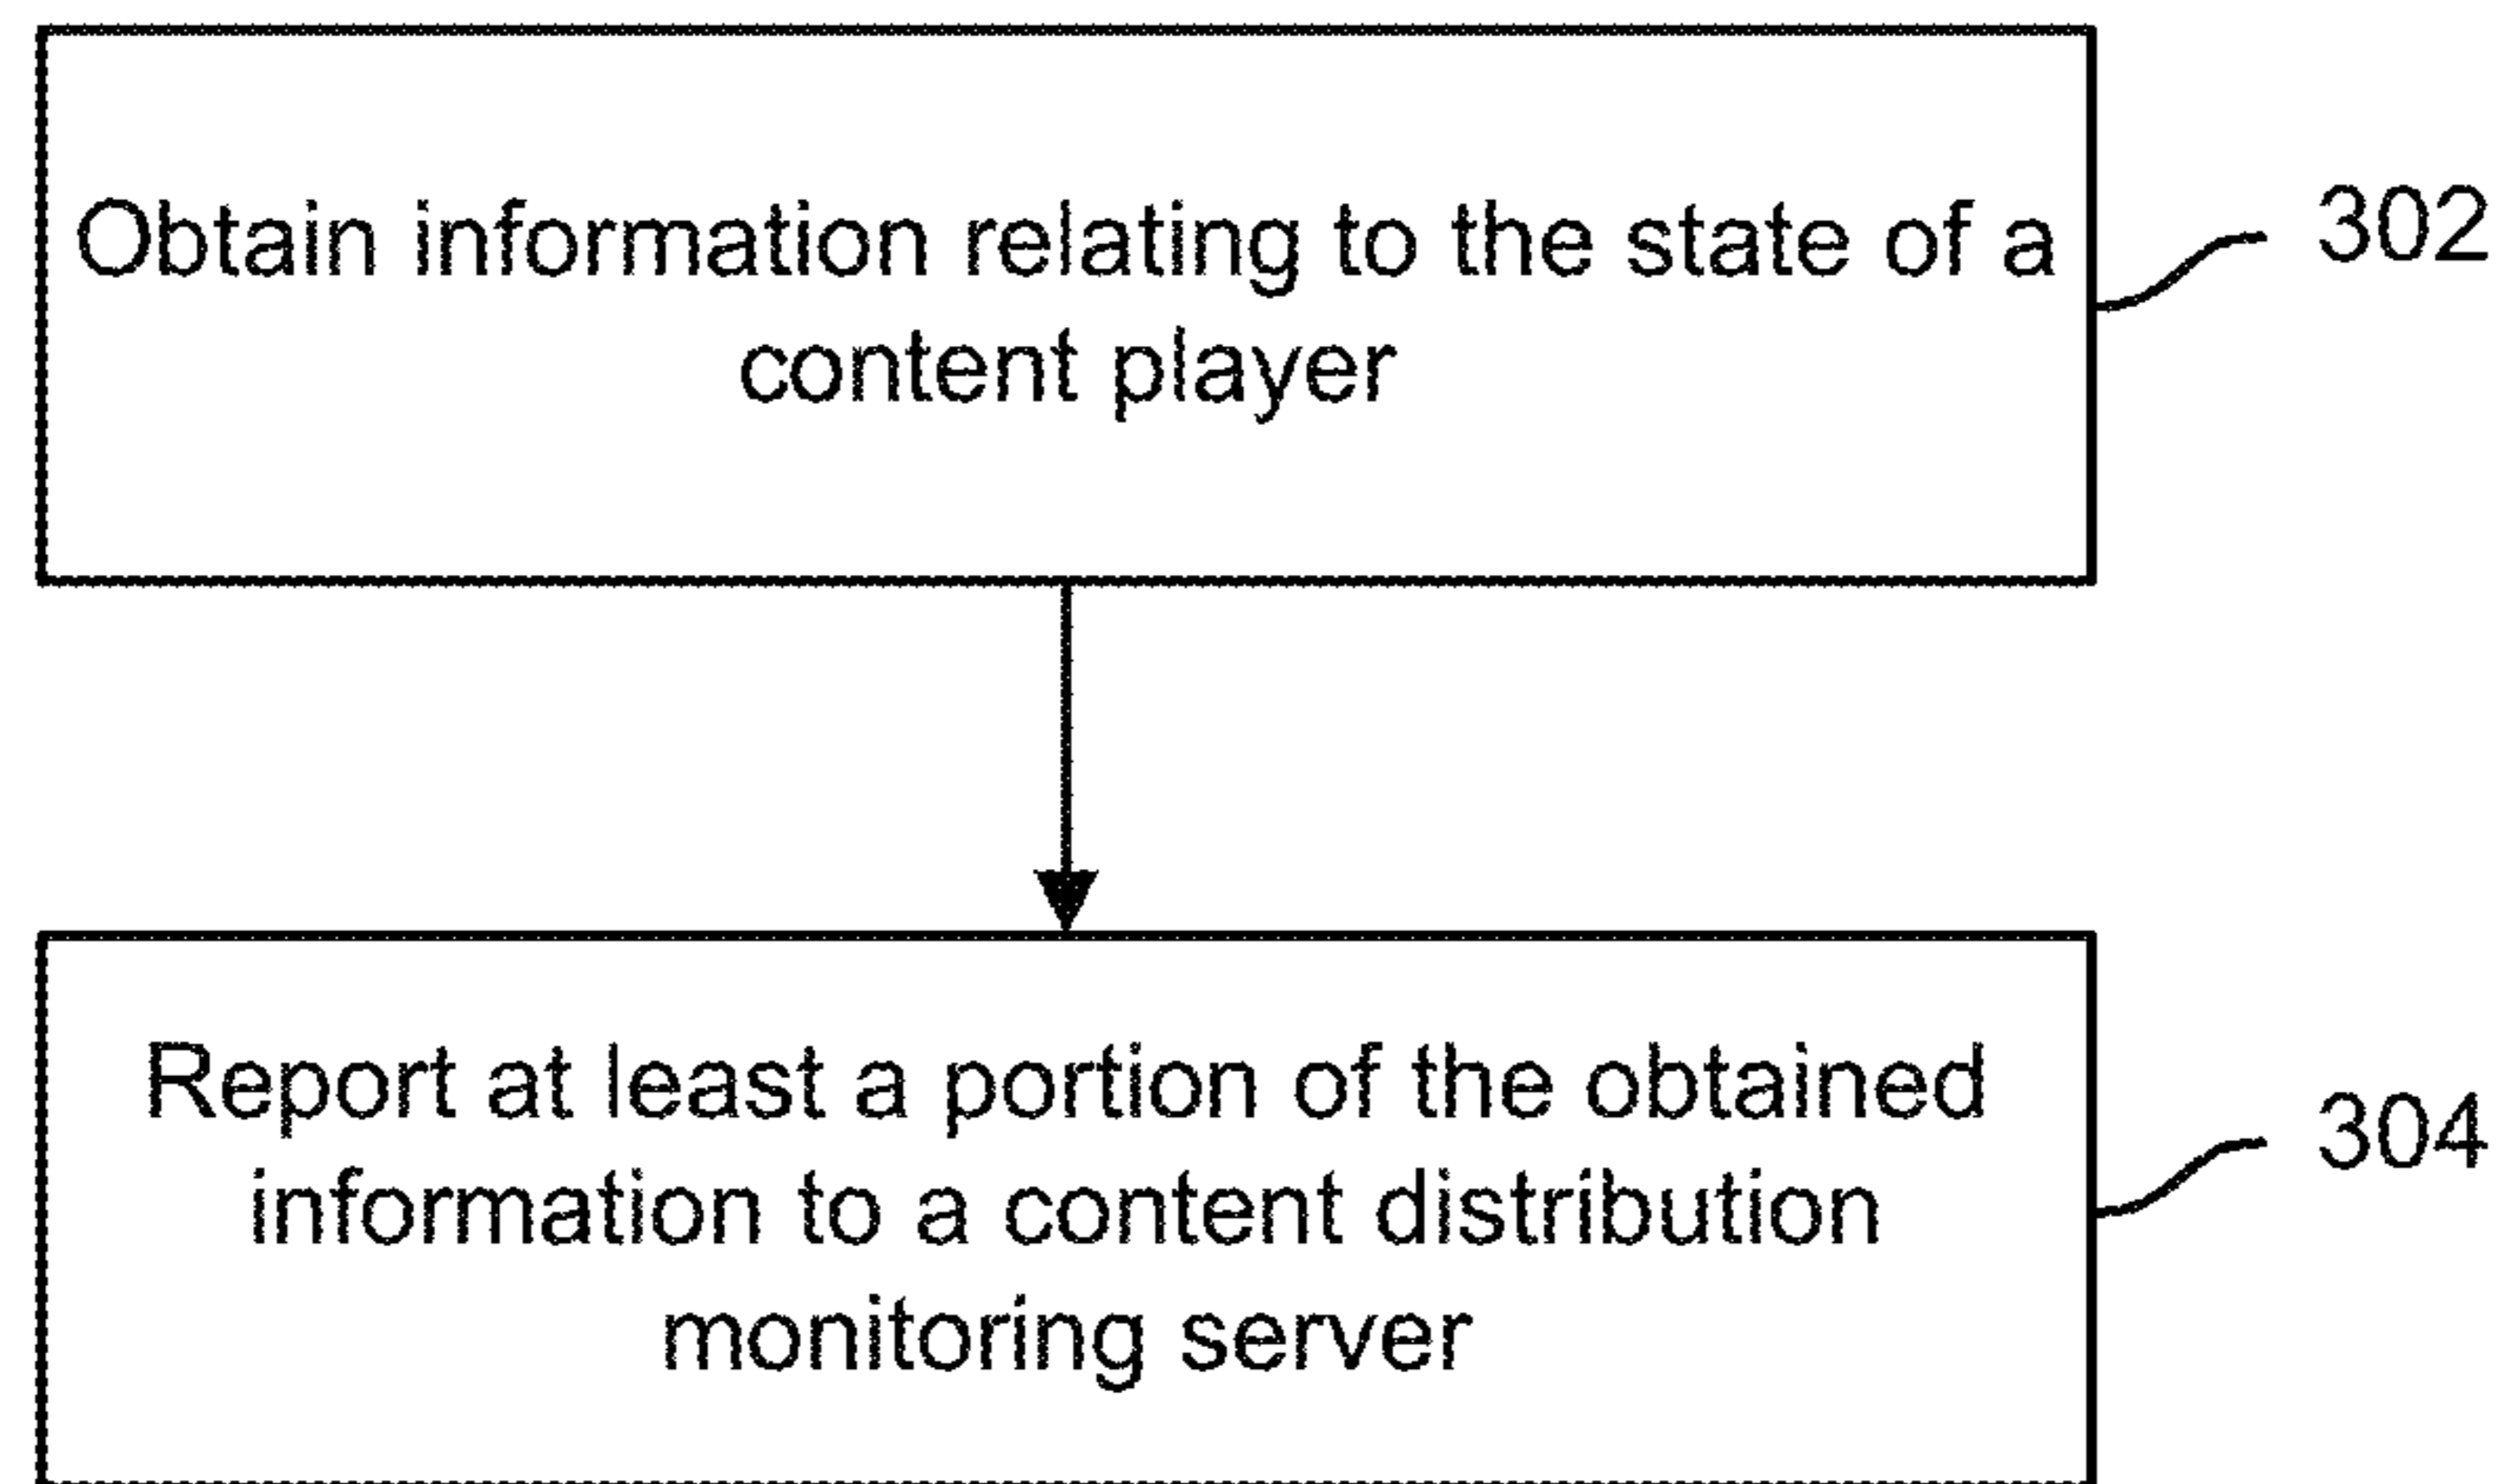 Obtain information relating to the state of a
content player
302
Report at least a portion of the obtained
information to a content distribution
monitoring server
304